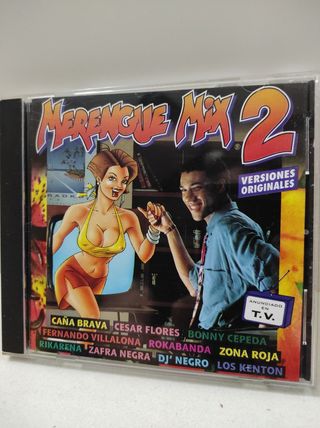 MERENGUE MIX 2
VERSIONES
ORIGINALES
ANUNCIADO
EN
T.V.
CAÑA BRAVA CESAR FLORES BONNY CEPEDA
FERNANDO VILLALONA ROKABANDA
RIKARENA ZAFRA NEGRA DJ' NEGRO ZONA ROJA
LOS KENTON